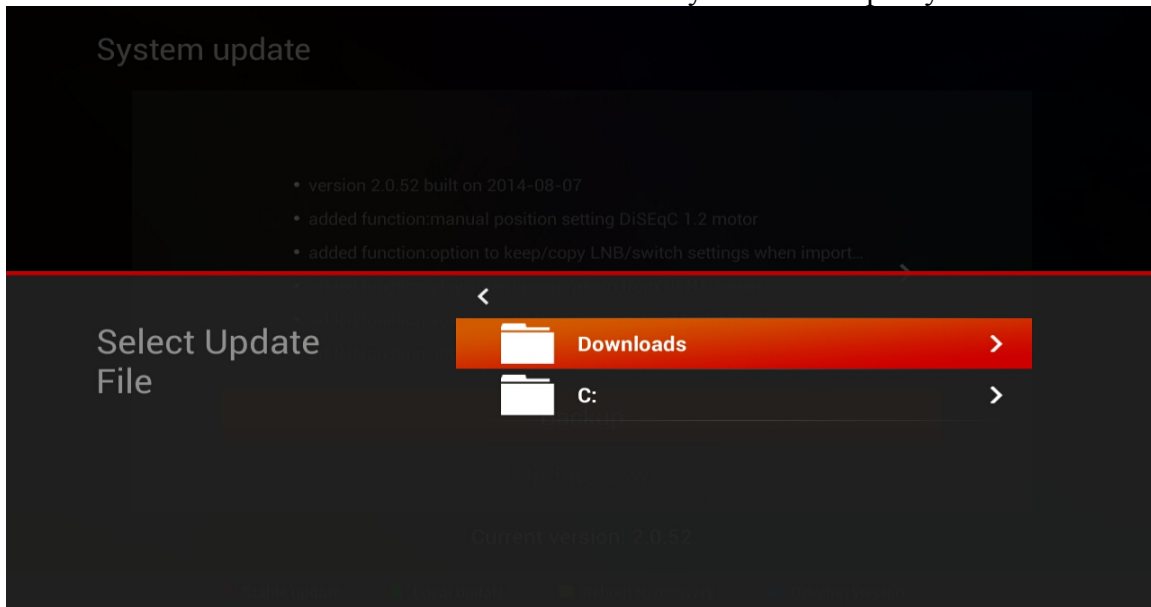 System update
• version 2.0.52 built on 2014-08-07
• added function:manual position setting DiSEqC 1.2 motor
• added function:option to keep/copy LNB/switch settings when import...
Select Update
File
Downloads
C:
Current version: 2.0.52